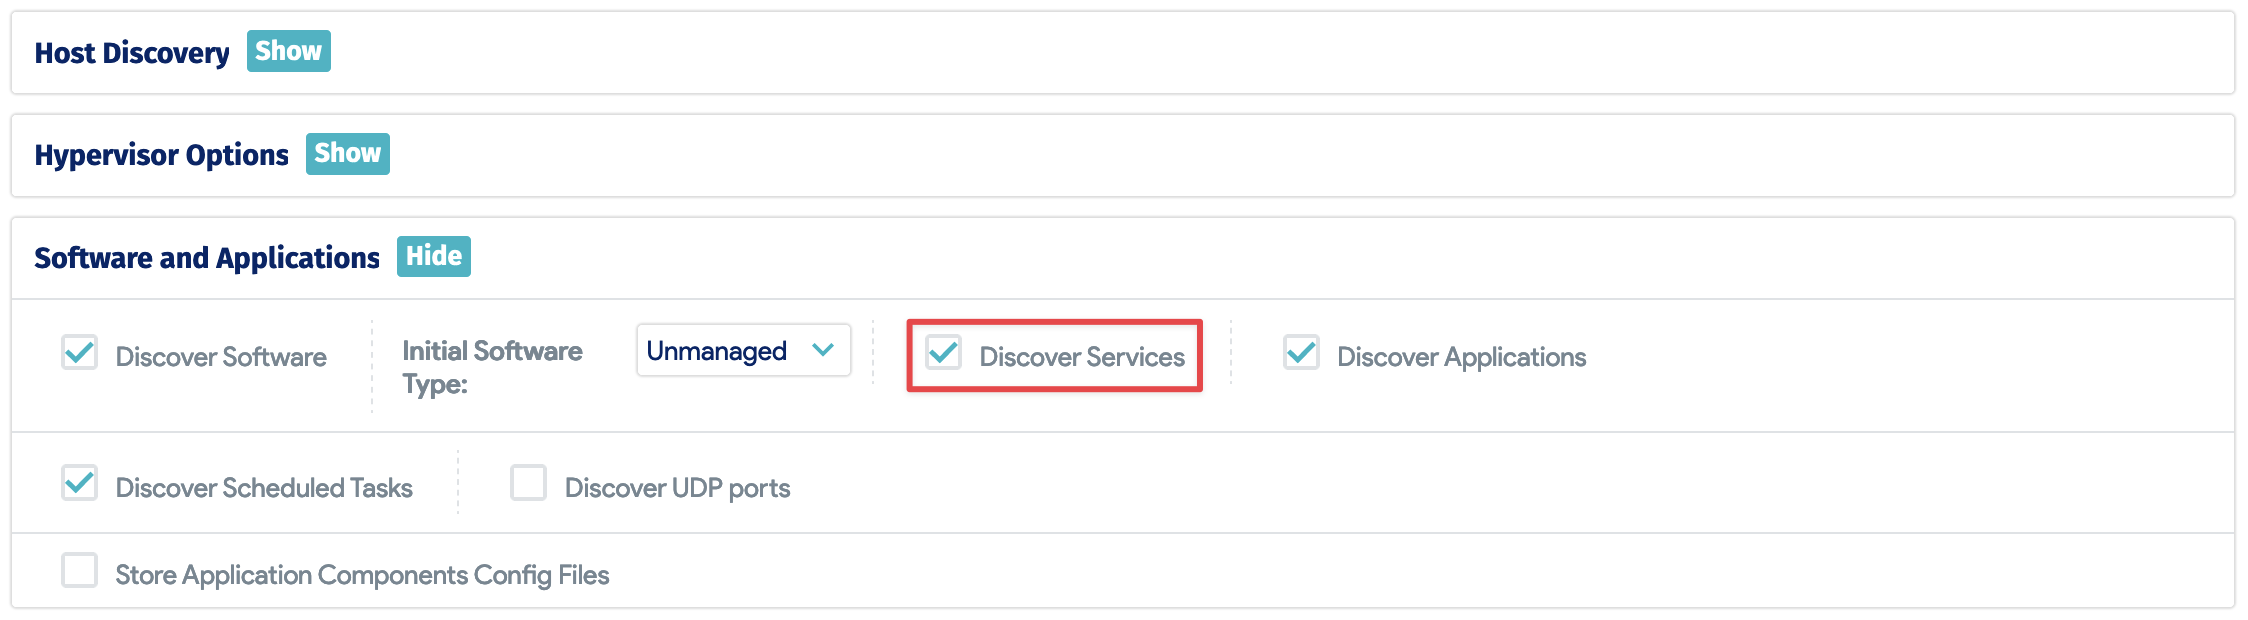 Host Discovery Show
Hypervisor Options Show
Software and Applications Hide
Discover Software
Initial Software
Type:
Unmanaged
Discover Services
Discover Applications
Discover Scheduled Tasks
Discover UDP ports
Store Application Components Config Files